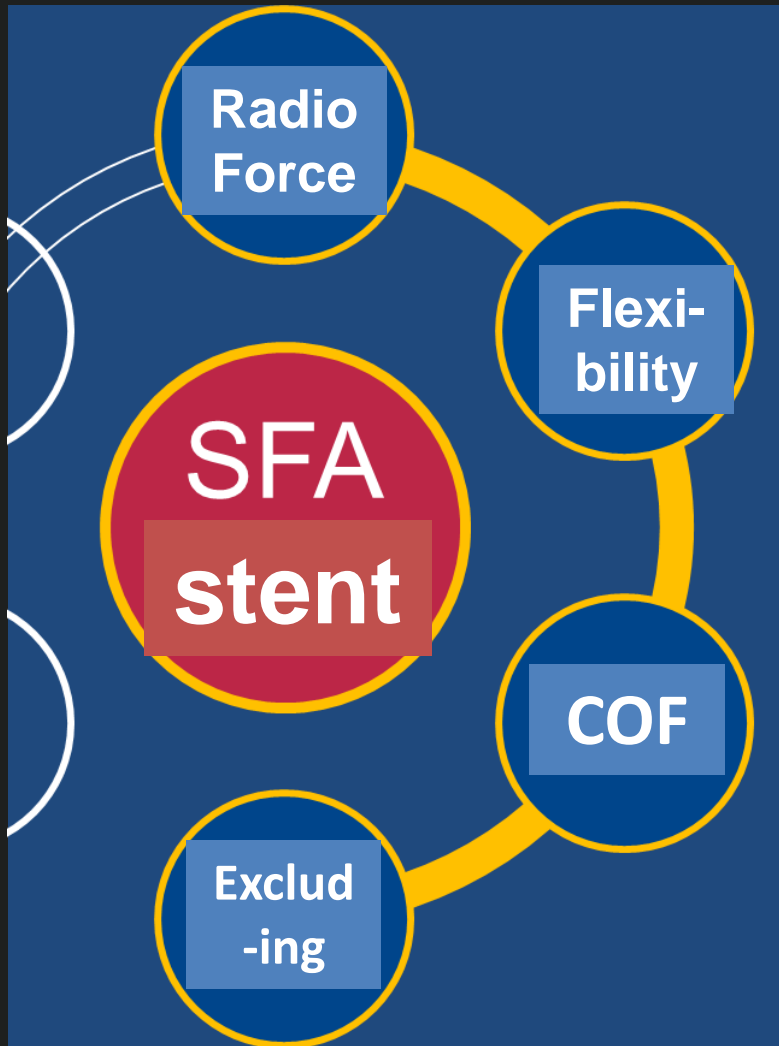 Radio
Force
Flexi-
bility
SFA
stent
COF
Exclud
-ing